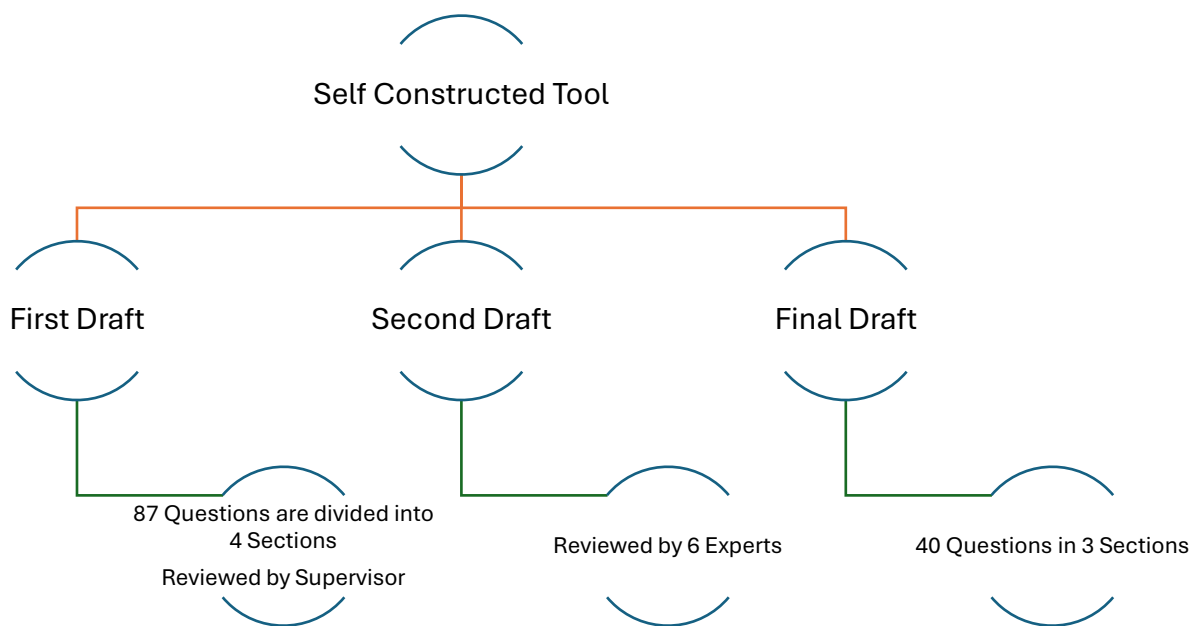 Self Constructed Tool
First Draft
Second Draft
Final Draft
87 Questions are divided into
4 Sections
Reviewed by Supervisor
Reviewed by 6 Experts
40 Questions in 3 Sections